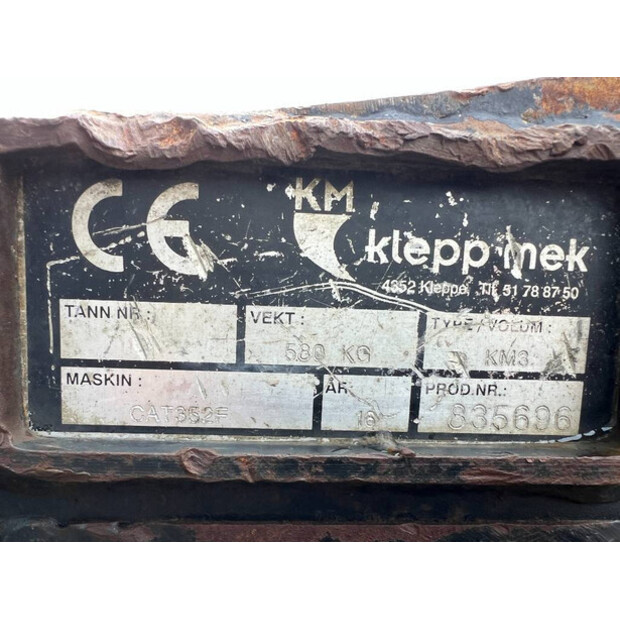 CE
KM
klepp mek
4352 Kleppe. Tlf. 51 78 87 50
TANN NR:
VEKT:
580 KG
TYPE/VOLUM:
KM3
MASKIN:
CAT352F
ÅR:
16
PROD.NR.:
835696